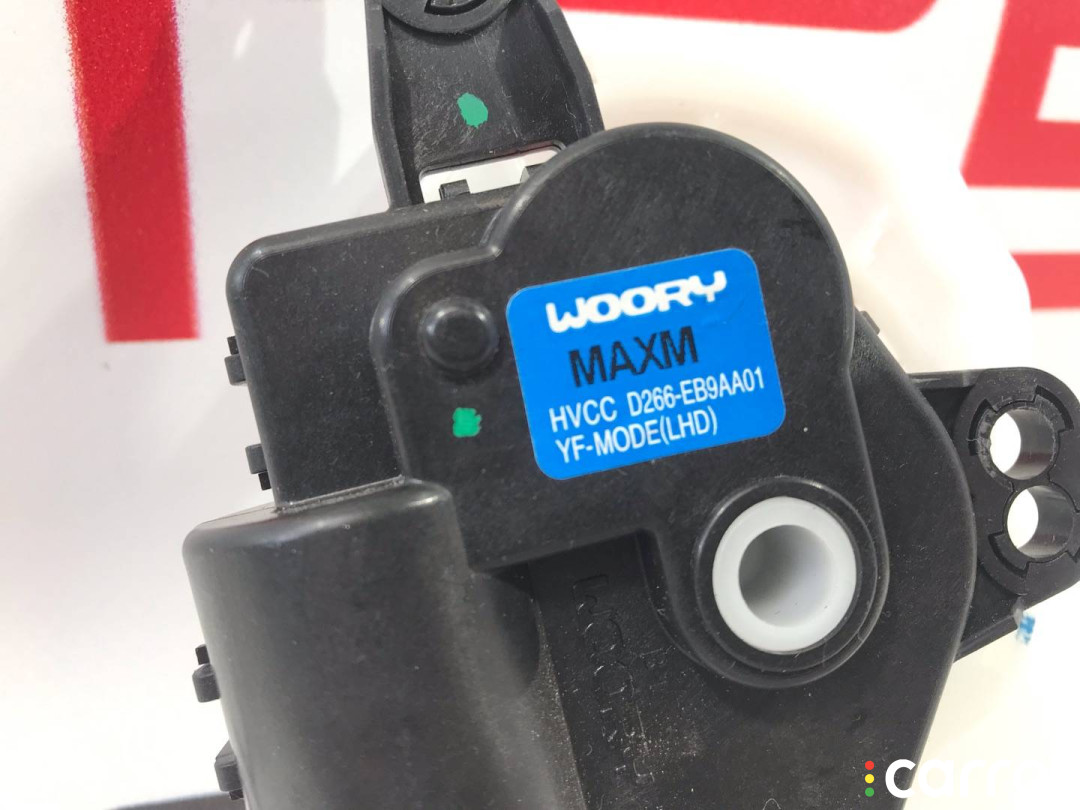 WOORY
MAXM
HVCC D266-EB9AA01
YF-MODE(LHD)